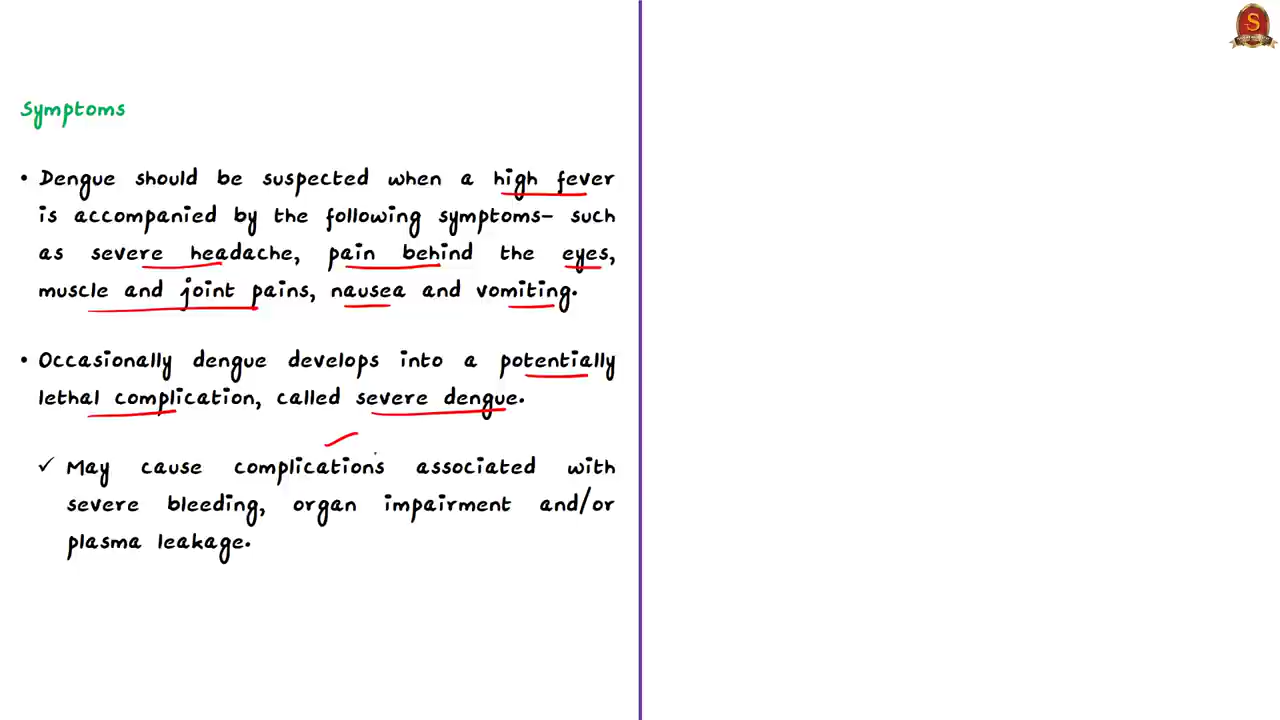 Symptoms
• Dengue should be suspected when a high fever
is accompanied by the following symptoms- such
as severe headache, pain behind the eyes,
muscle and joint pains, nausea and vomiting.
• Occasionally dengue develops into a potentially
lethal complication, called severe dengue.
✓ May cause complications associated with
severe bleeding, organ impairment and/or
plasma leakage.
S